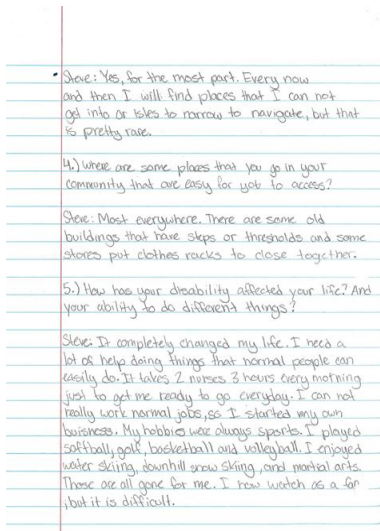 • Steve: Yes, for the most part. Every now
and then I will find places that I can not
get into or Isles to narrow to navigate, but that
is pretty rare.
4.) Where are some places that you go in your
community that are easy for you to access?
Steve: Most everywhere. There are some old
buildings that have steps or thresholds and some
stores put clothes racks to close together.
5.) How has your disability affected your life? And
your ability to do different things?
Steve: It completely changed my life. I need a
lot of help doing things that normal people can
easily do. It takes 2 nurses 3 hours every morning
just to get me ready to go everyday. I can not
really work normal jobs, so I started my own
buisness. My hobbies were always sports. I played
softball, golf, basketball and volleyball. I enjoyed
water skiing, downhill snow skiing, and martial arts.
Those are all gone for me. I now watch as a fan
, but it is difficult.